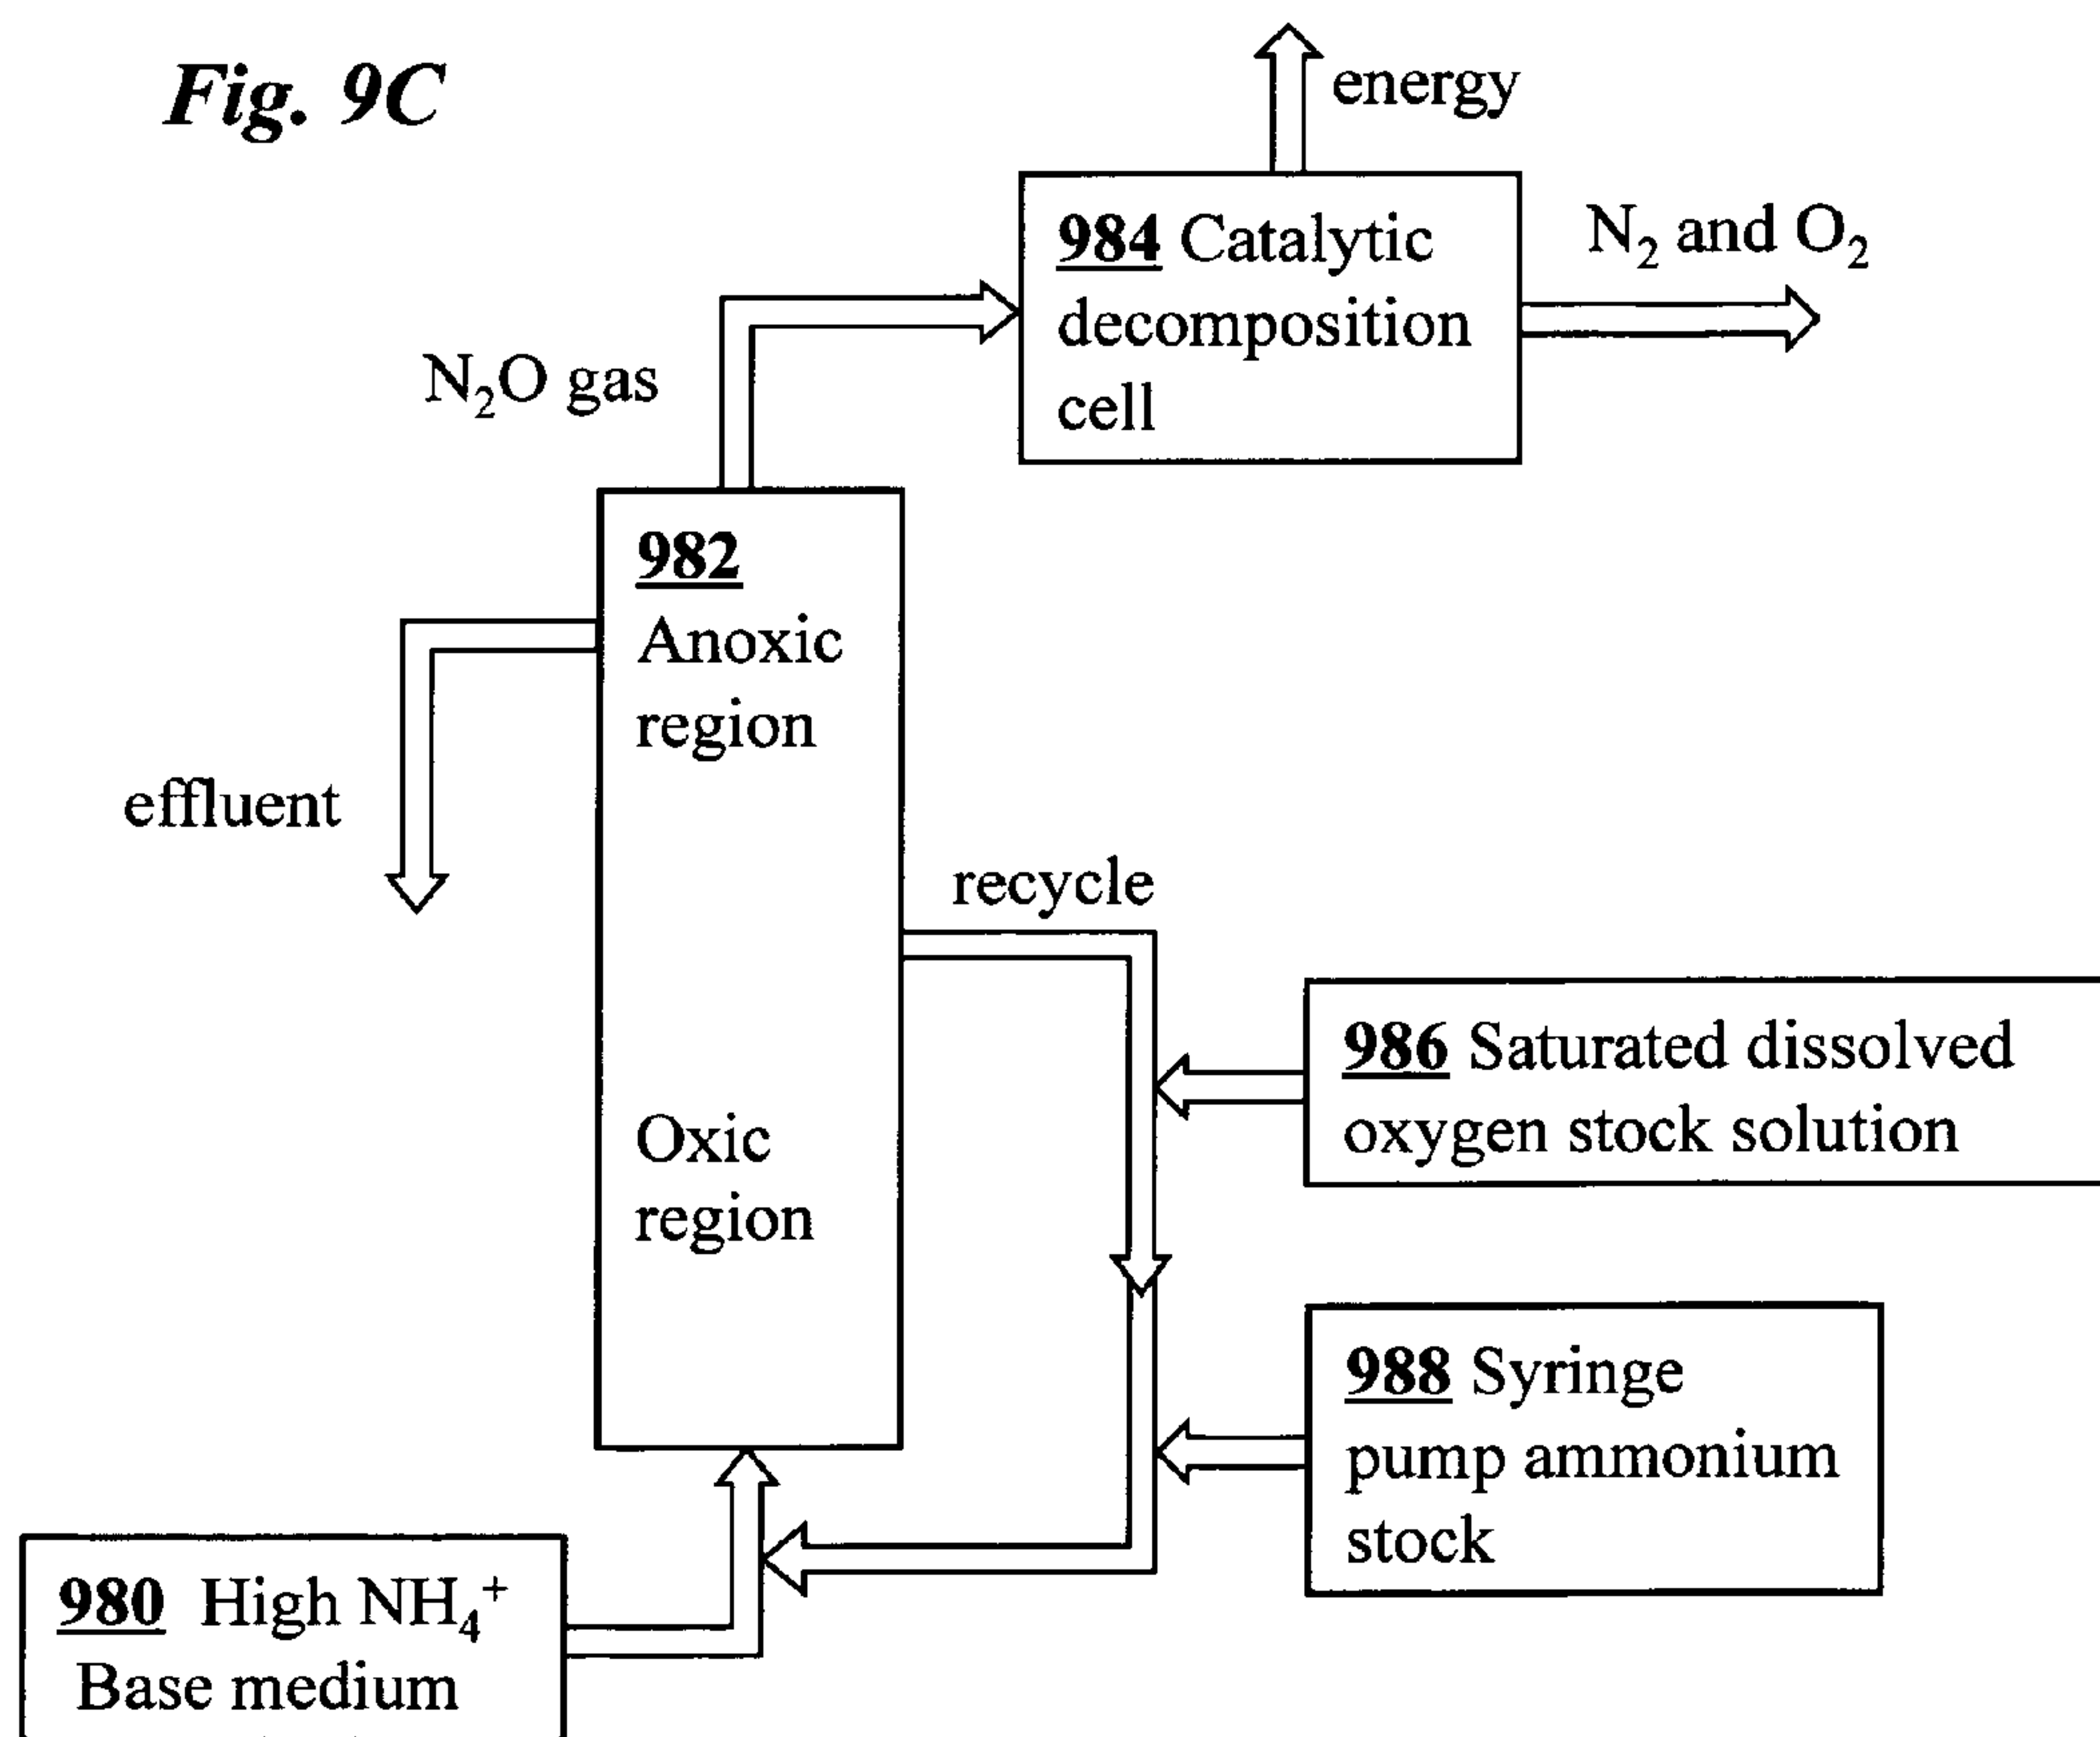 Fig. 9C
energy
984 Catalytic
decomposition
cell
N₂ and O₂
N₂O gas
982
Anoxic
region
effluent
recycle
986 Saturated dissolved
oxygen stock solution
Oxic
region
988 Syringe
pump ammonium
stock
980 High NH₄⁺
Base medium